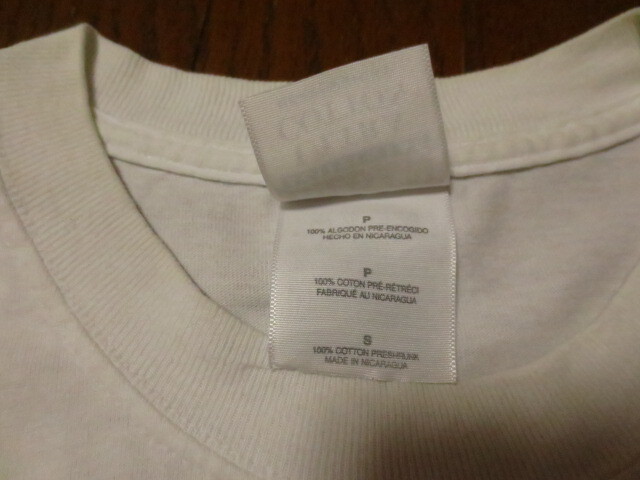 P
100% ALGODON PRE-ENCOGIDO
HECHO EN NICARAGUA
P
100% COTON PRÉ-RÉTRÉCI
FABRIQUÉ AU NICARAGUA
S
100% COTTON PRESHRUNK
MADE IN NICARAGUA